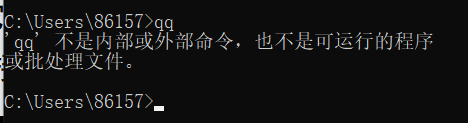 C:\Users\86157>qq
'qq' 不是内部或外部命令，也不是可运行的程序
或批处理文件。
C:\Users\86157>